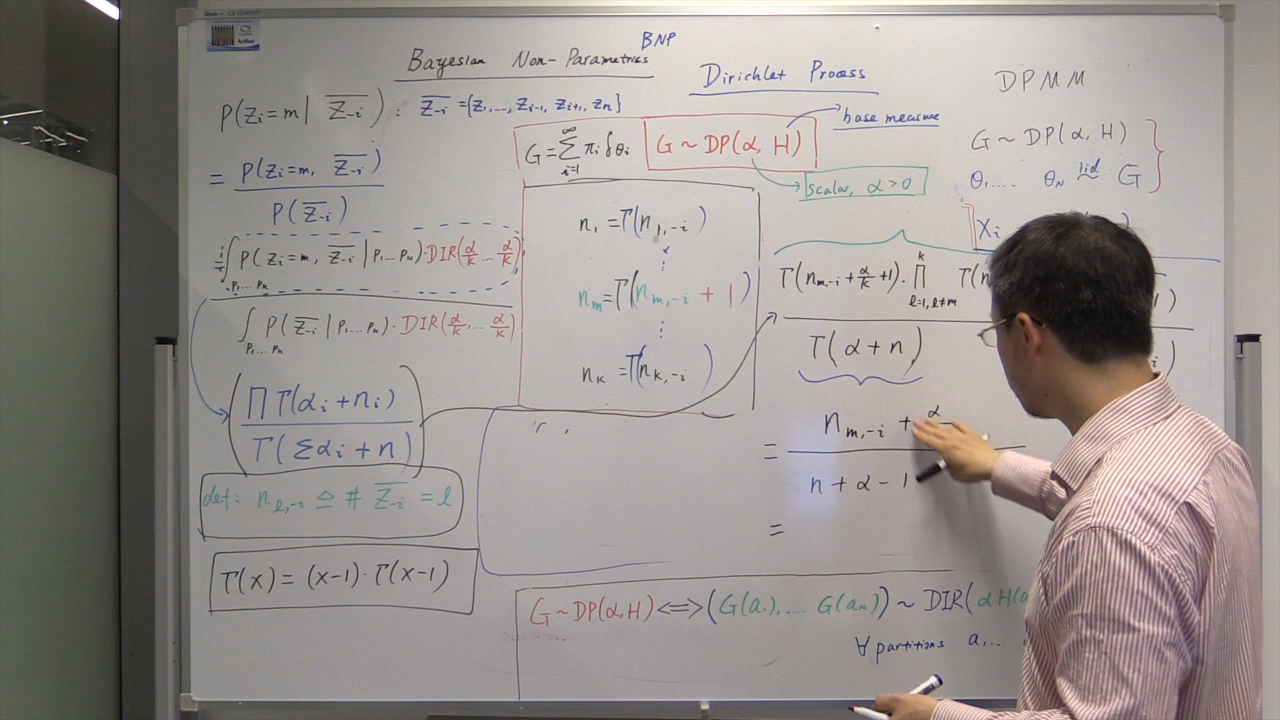 BNP
Bayesian Non-Parametrics
Dirichlet Process
DPMM
P(Zi=m | Z-i) : Z-i = {Z1,..., Zi-1, Zi+1, Zn}
= P(Zi=m, Z-i)
P(Z-i)
∫ P(Zi=m, Z-i | P1...Pk)·DIR(α/k ... α/k)
P1...Pk
∫ P(Z-i | P1...Pk)·DIR(α/k,... α/k)
P1...Pk
∏ Γ(αi+ni)
Γ(Σαi+n)
def: nl,-i ≜ # Z-i = l
Γ(x) = (x-1)·Γ(x-1)
G = Σ i=1 ∞ πi δθi
G ~ DP(α, H)
base measure
scalar, α>0
n1 = Γ(n1,-i)
⋮
nm = Γ(nm,-i + 1)
⋮
nk = Γ(nk,-i)
G ~ DP(α, H)
θ1.... θN iid ~ G
Xi
Γ(nm,-i + α/k + 1) · ∏ l=1, l≠m k Γ(n
Γ(α+n)
= nm,-i + α
n + α - 1
=
G~DP(α,H) ⟺ (G(a1),... G(an)) ~ DIR(αH(a
∀ partitions a1...